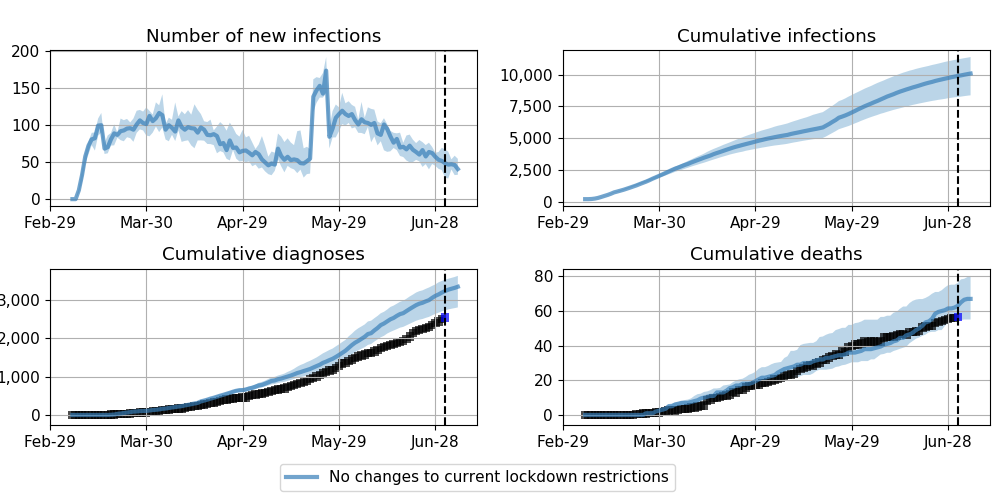 Number of new infections
Cumulative infections
200
150
100
50
0
Feb-29 Mar-30 Apr-29 May-29 Jun-28
10,000
7,500
5,000
2,500
0
Feb-29 Mar-30 Apr-29 May-29 Jun-28
Cumulative diagnoses
Cumulative deaths
3,000
2,000
1,000
0
Feb-29 Mar-30 Apr-29 May-29 Jun-28
80
60
40
20
0
Feb-29 Mar-30 Apr-29 May-29 Jun-28
No changes to current lockdown restrictions